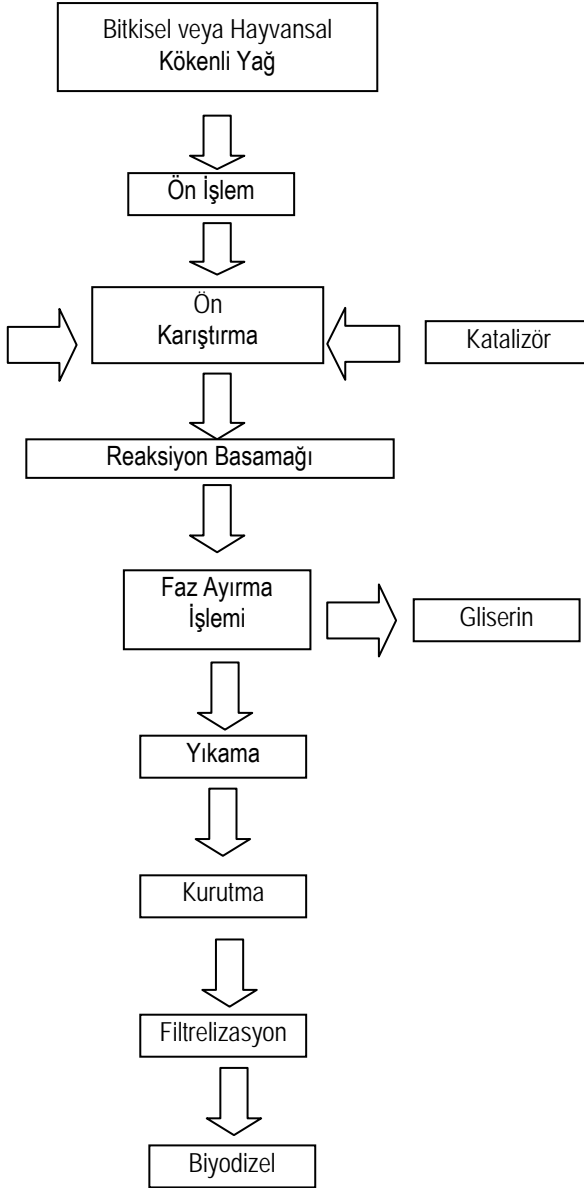 Bitkisel veya Hayvansal
Kökenli Yağ
Ön İşlem
Ön
Karıştırma
Katalizör
Reaksiyon Basamağı
Faz Ayırma
İşlemi
Gliserin
Yıkama
Kurutma
Filtrelizasyon
Biyodizel